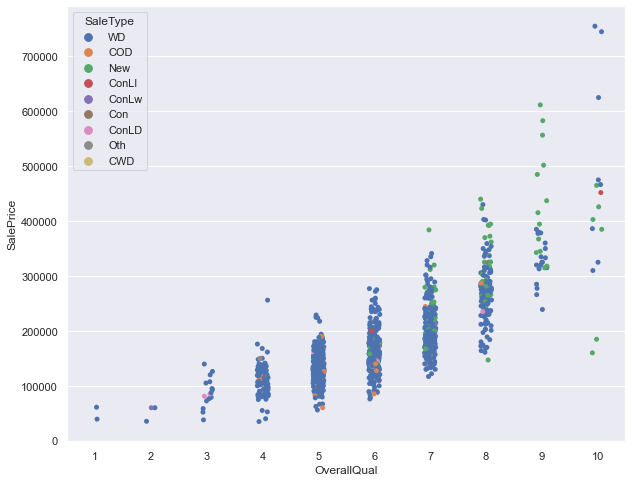 SaleType
WD
COD
New
ConLI
ConLw
Con
ConLD
Oth
CWD
SalePrice
700000
600000
500000
400000
300000
200000
100000
0
1 2 3 4 5 6 7 8 9 10
OverallQual